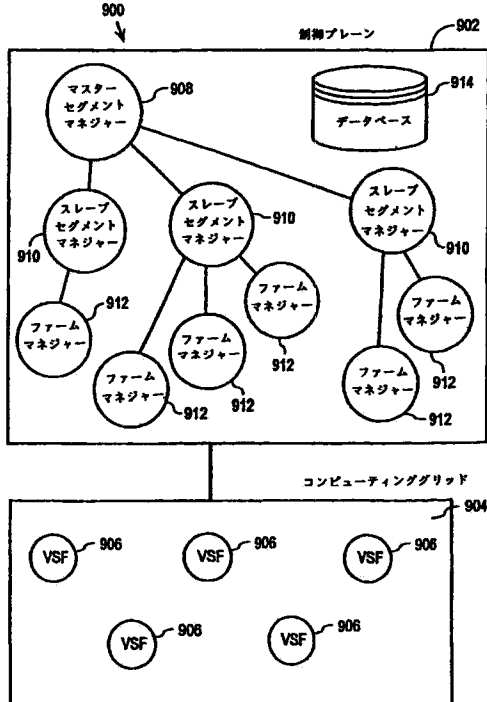 900
制御プレーン
902
マスター
セグメント
マネジャー
908
914
データベース
スレーブ
セグメント
マネジャー
910
スレーブ
セグメント
マネジャー
910
スレーブ
セグメント
マネジャー
910
ファーム
マネジャー
912
ファーム
マネジャー
912
ファーム
マネジャー
912
ファーム
マネジャー
912
ファーム
マネジャー
912
ファーム
マネジャー
912
コンピューティンググリッド
904
VSF
906
VSF
906
VSF
906
VSF
906
VSF
906